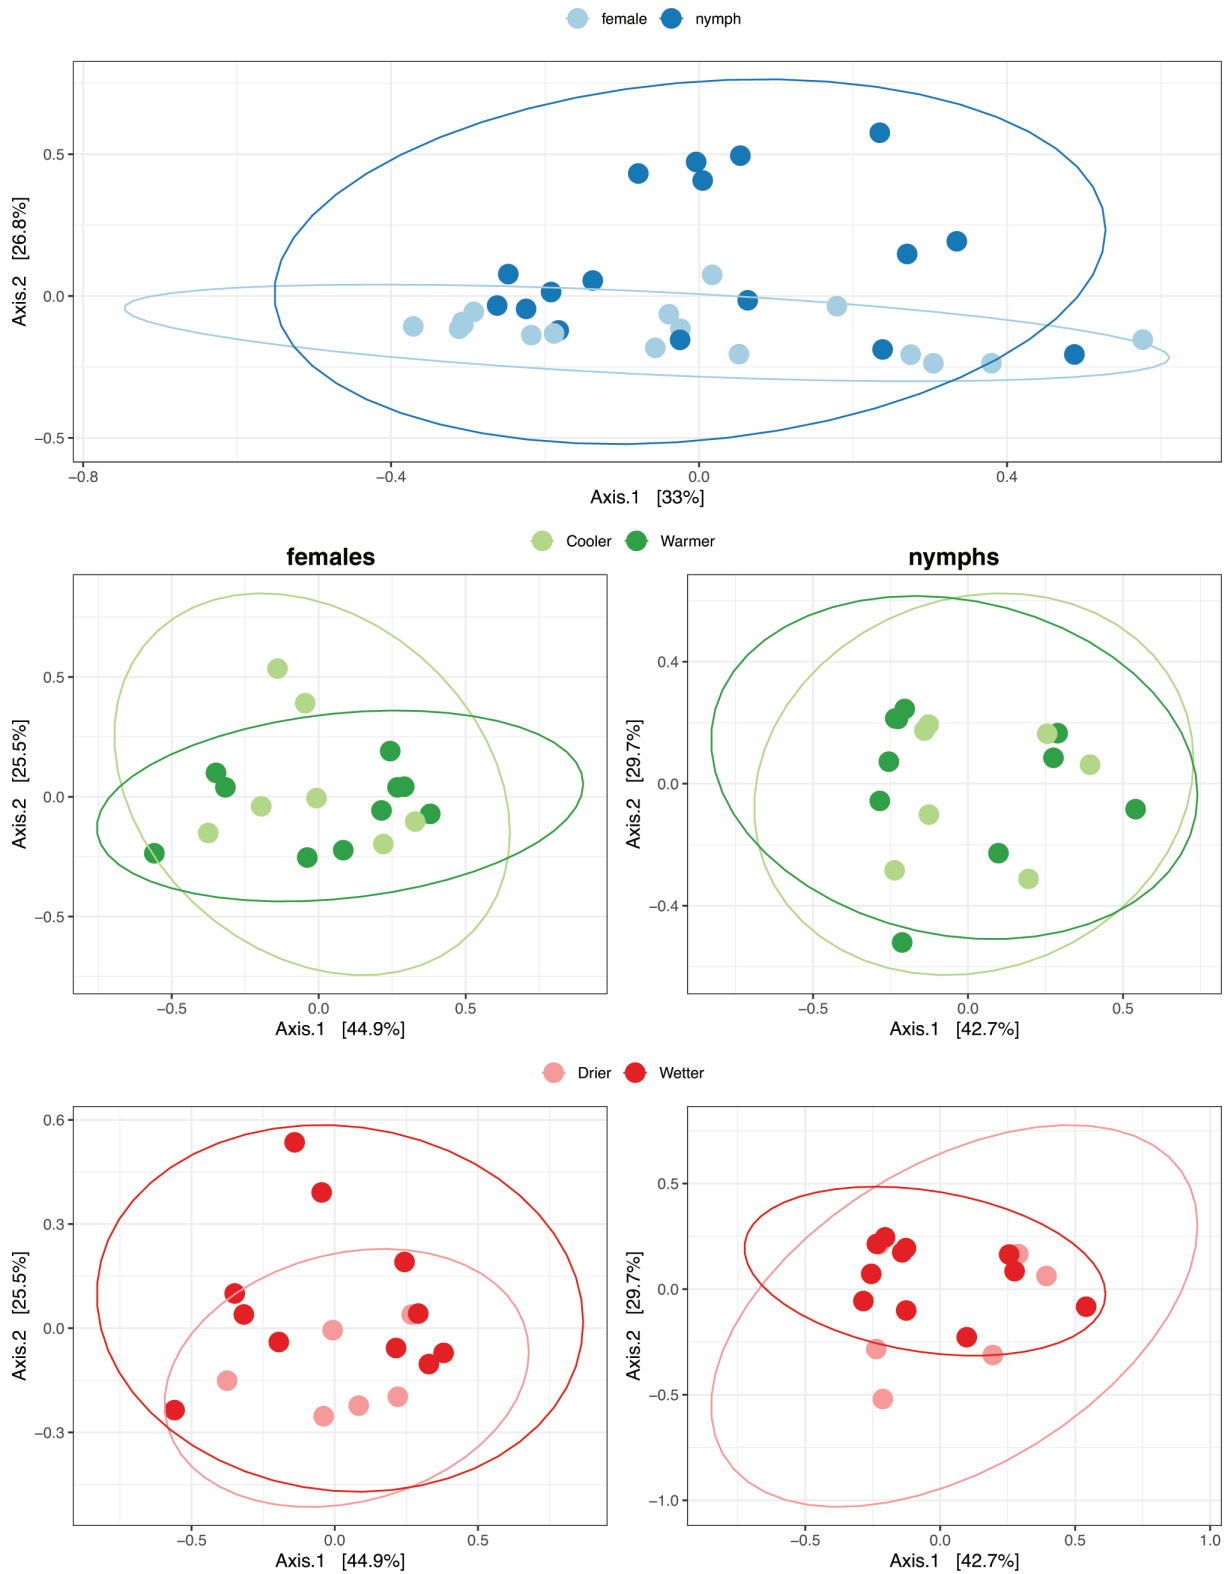 female nymph
0.5
0.0
−0.5
Axis.2 [26.8%]
−0.8 −0.4 0.0 0.4
Axis.1 [33%]
Cooler Warmer
females nymphs
0.5
0.0
−0.5
Axis.2 [25.5%]
−0.5 0.0 0.5
Axis.1 [44.9%]
0.4
0.0
−0.4
Axis.2 [29.7%]
−0.5 0.0 0.5
Axis.1 [42.7%]
Drier Wetter
0.6
0.3
0.0
−0.3
Axis.2 [25.5%]
−0.5 0.0 0.5
Axis.1 [44.9%]
0.5
0.0
−0.5
−1.0
Axis.2 [29.7%]
−0.5 0.0 0.5 1.0
Axis.1 [42.7%]